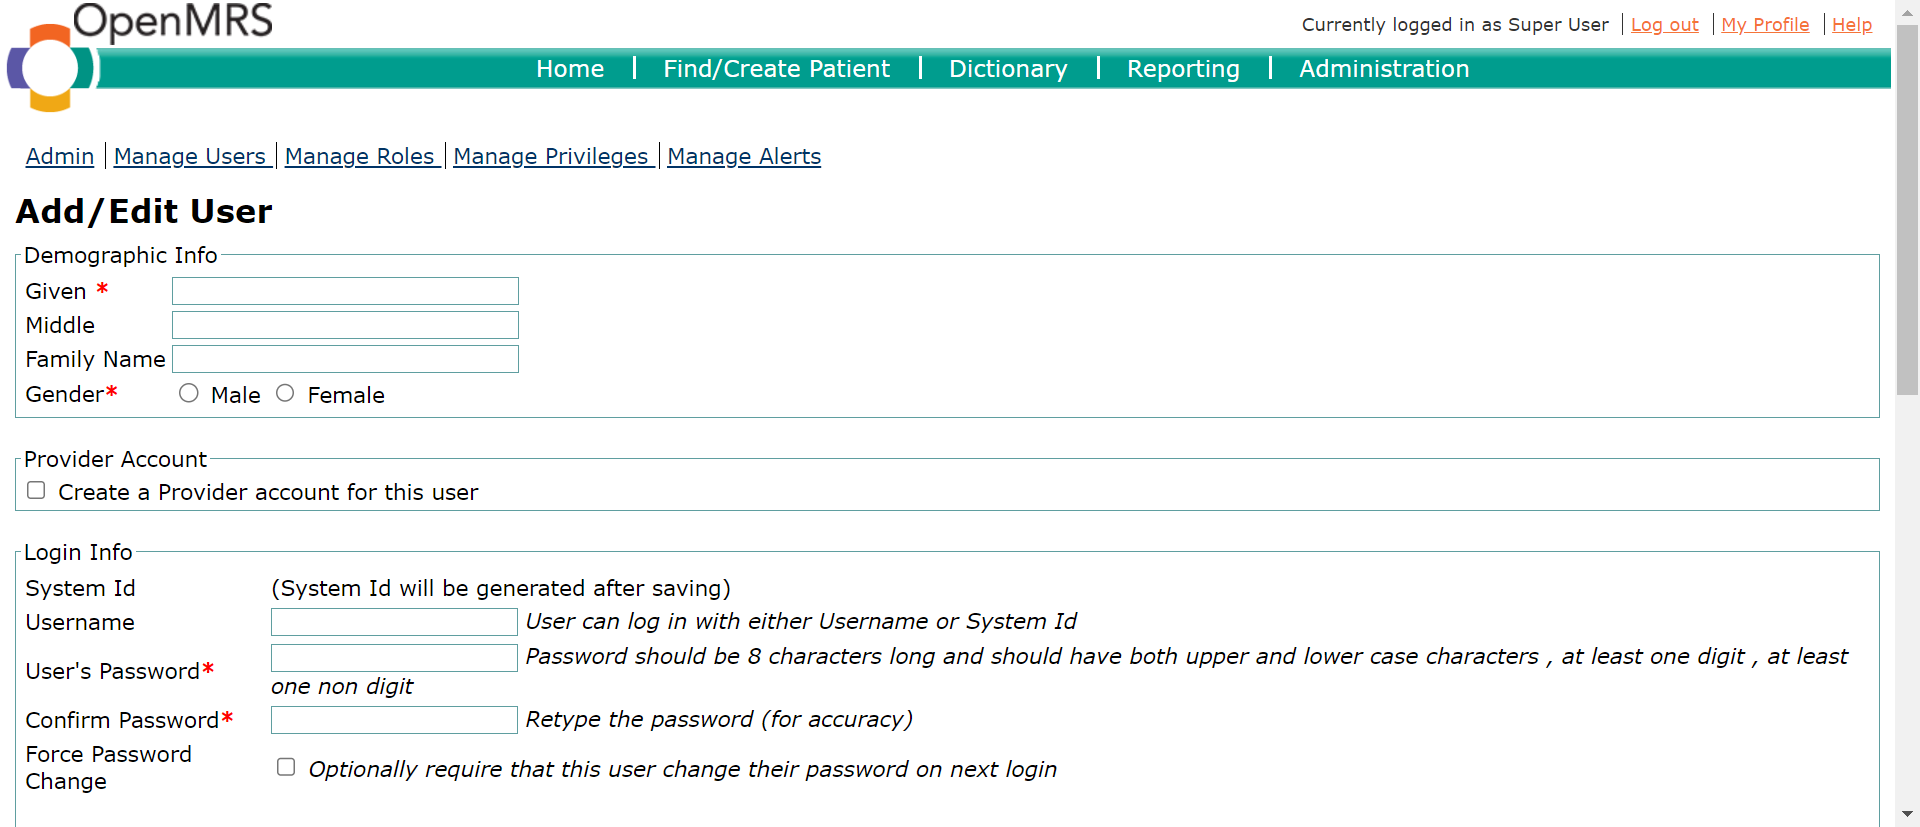 OpenMRS
Currently logged in as Super User Log out My Profile Help
Home Find/Create Patient Dictionary Reporting Administration
Admin Manage Users Manage Roles Manage Privileges Manage Alerts
Add/Edit User
Demographic Info
Given *
Middle
Family Name
Gender* Male Female
Provider Account
Create a Provider account for this user
Login Info
System Id (System Id will be generated after saving)
Username User can log in with either Username or System Id
User's Password* Password should be 8 characters long and should have both upper and lower case characters , at least one digit , at least
one non digit
Confirm Password* Retype the password (for accuracy)
Force Password
Change Optionally require that this user change their password on next login